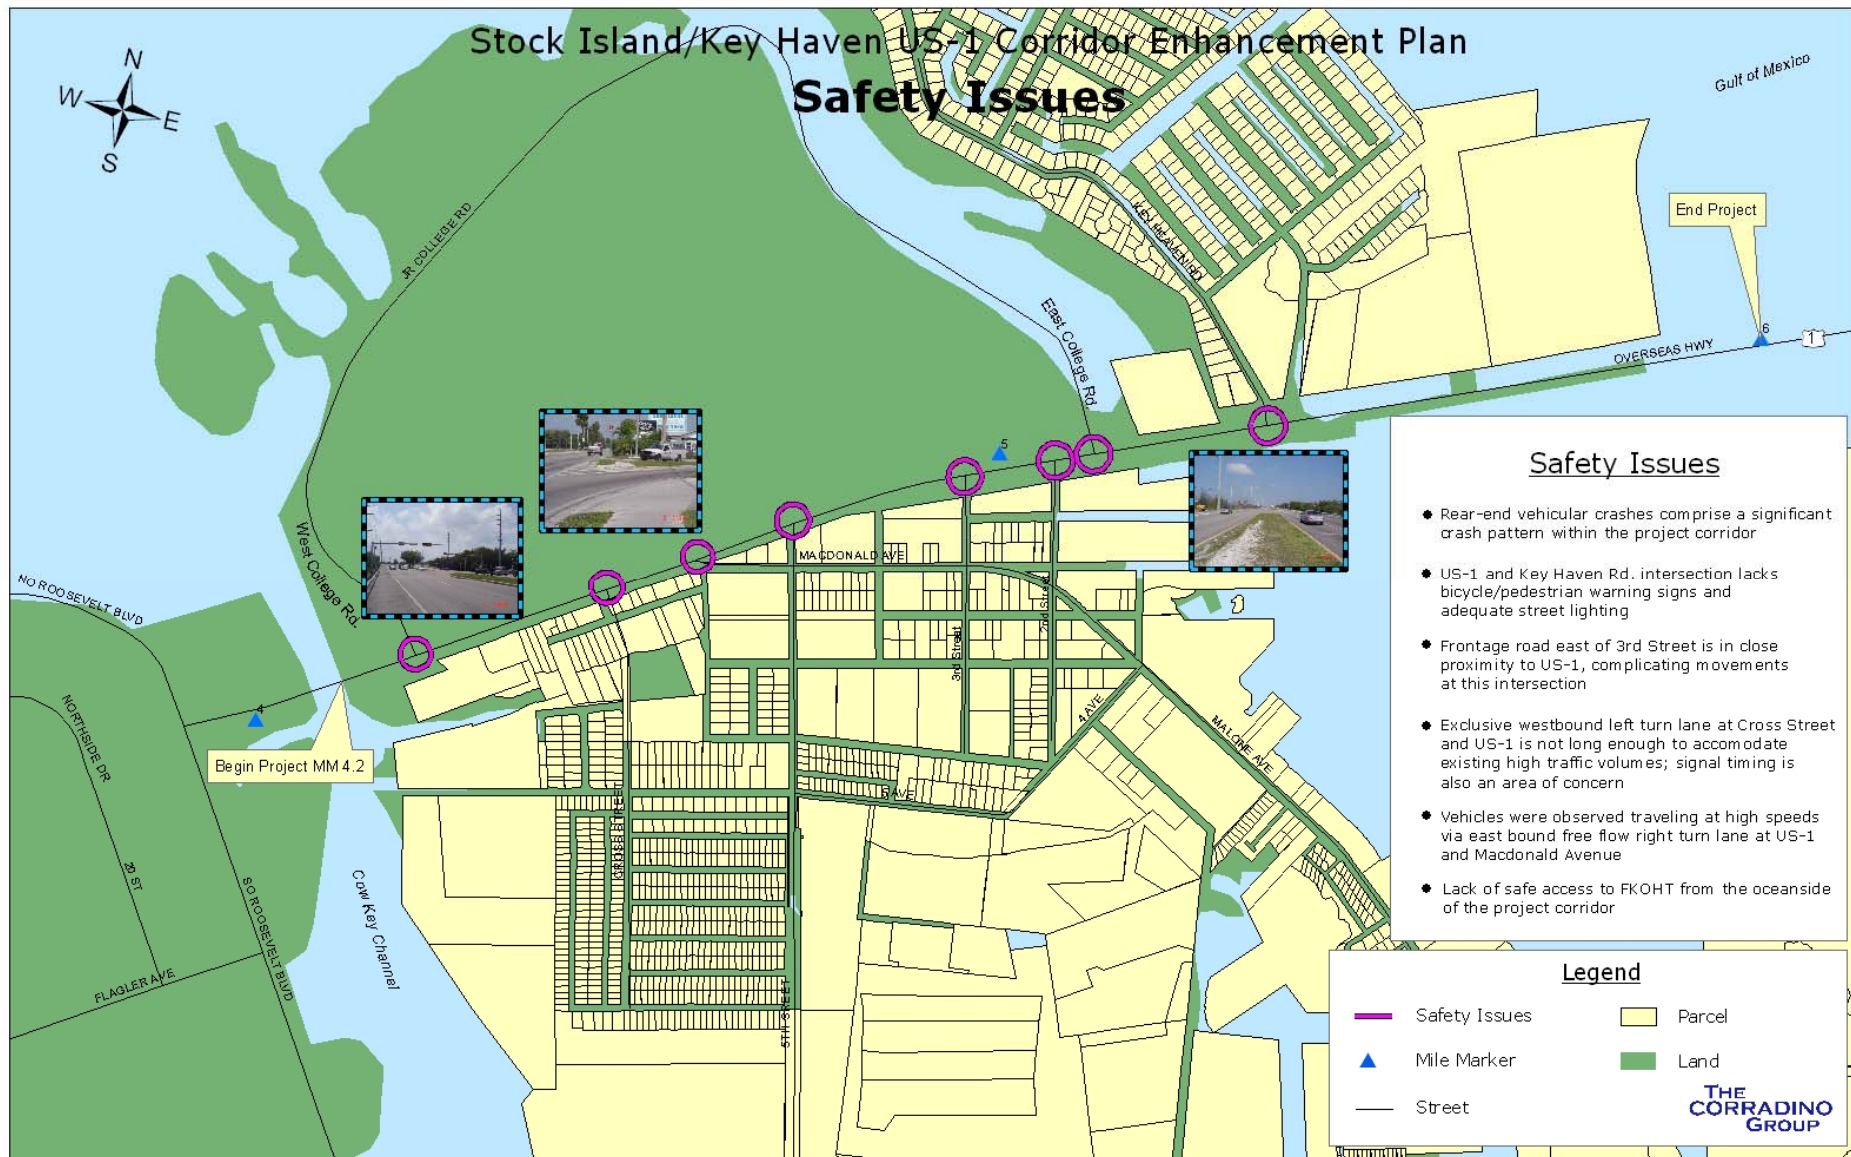 Stock Island/Key Haven US-1 Corridor Enhancement Plan
Safety Issues
N
W
E
S
Gulf of Mexico
End Project
JR COLLEGE RD
KEY HEAVEN RD
East College Rd.
6
1
OVERSEAS HWY
5
West College Rd.
MACDONALD AVE
NO ROOSEVELT BLVD
2nd Street
3rd Street
4
NORTHSIDE DR
Begin Project MM 4.2
4 AVE
MALONE AVE
5 AVE
CROSS STREET
20 ST
SO ROOSEVELT BLVD
Cow Key Channel
FLAGLER AVE
5TH SREET
Safety Issues
● Rear-end vehicular crashes comprise a significant
crash pattern within the project corridor
● US-1 and Key Haven Rd. intersection lacks
bicycle/pedestrian warning signs and
adequate street lighting
● Frontage road east of 3rd Street is in close
proximity to US-1, complicating movements
at this intersection
● Exclusive westbound left turn lane at Cross Street
and US-1 is not long enough to accomodate
existing high traffic volumes; signal timing is
also an area of concern
● Vehicles were observed traveling at high speeds
via east bound free flow right turn lane at US-1
and Macdonald Avenue
● Lack of safe access to FKOHT from the oceanside
of the project corridor
Legend
Safety Issues
Parcel
Mile Marker
Land
Street
THE
CORRADINO
GROUP